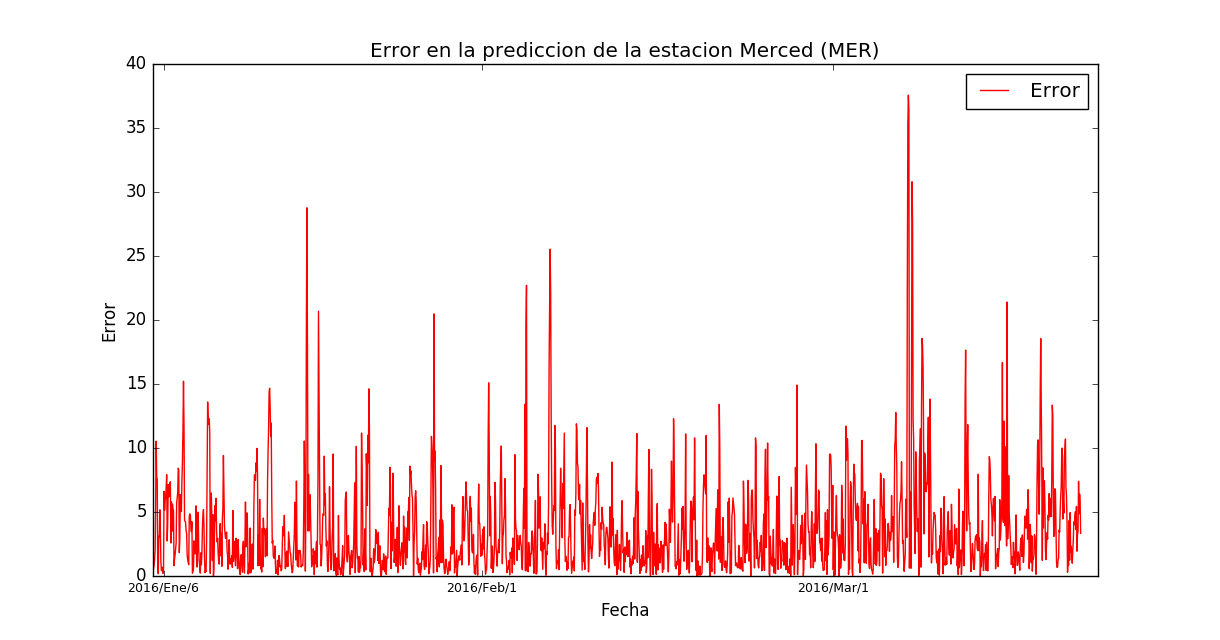 Error en la prediccion de la estacion Merced (MER)
40
35
30
25
20
15
10
5
0
Error
Error
2016/Ene/6
2016/Feb/1
2016/Mar/1
Fecha